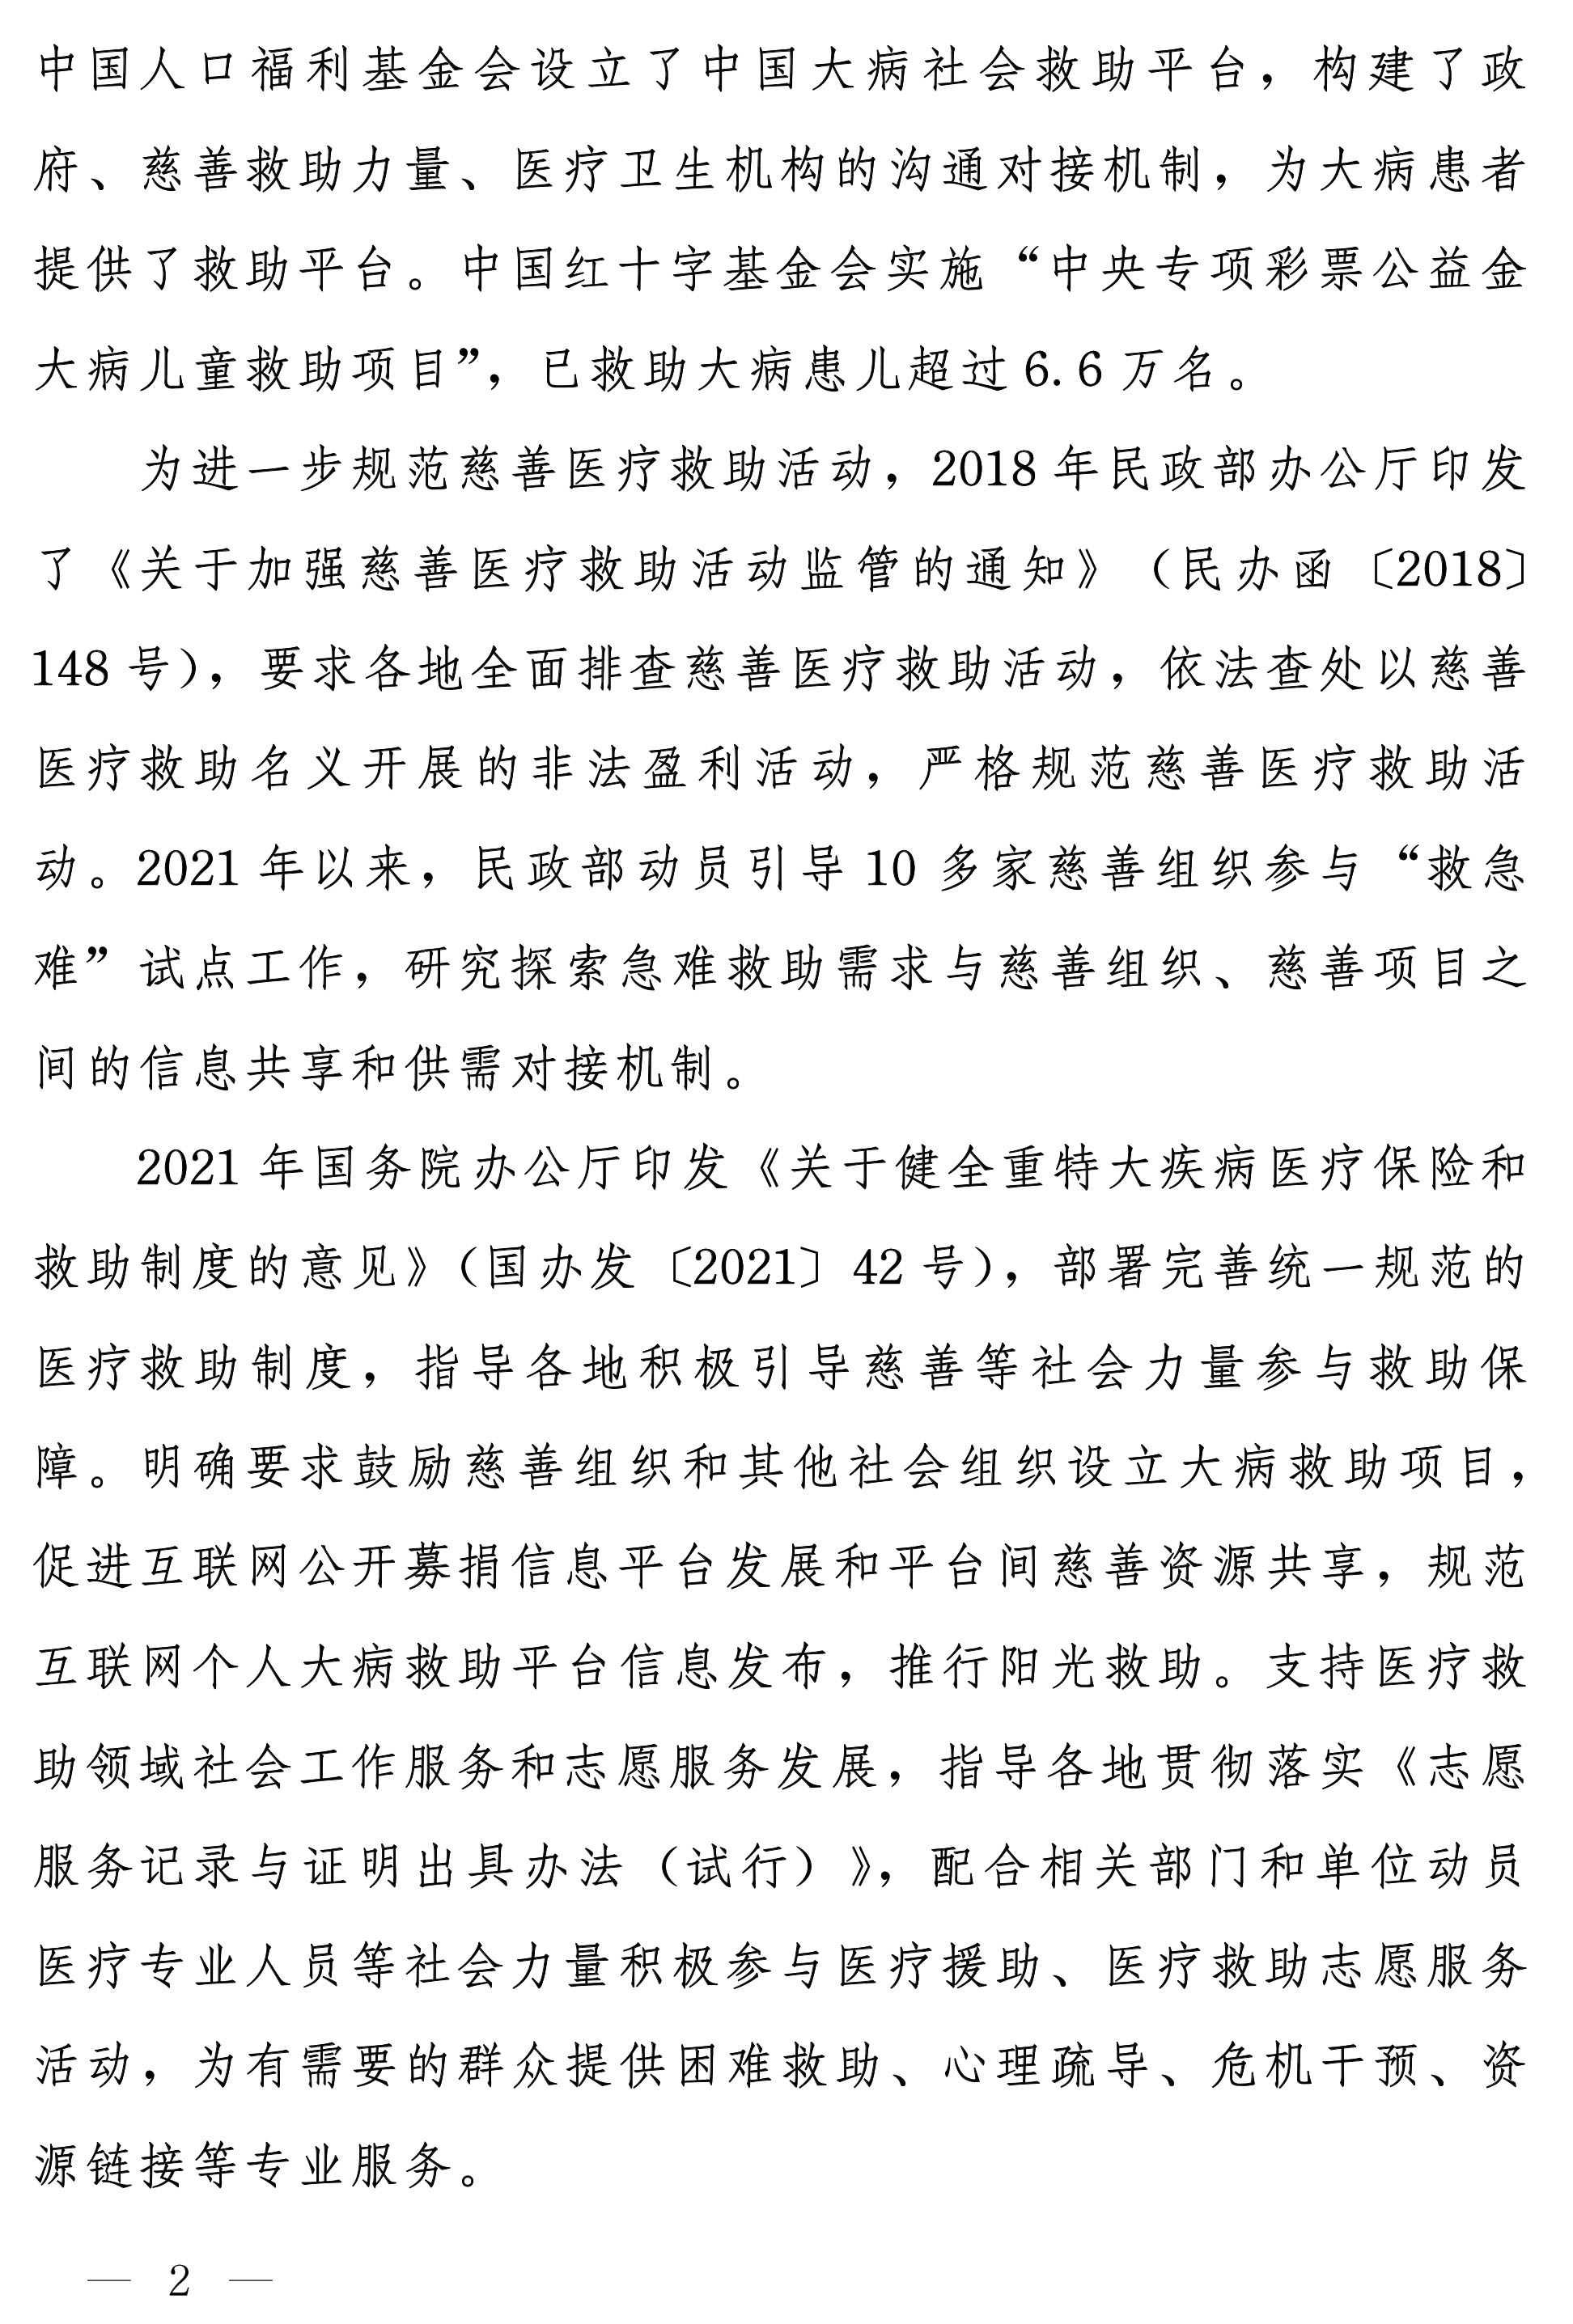 中国人口福利基金会设立了中国大病社会救助平台，构建了政
府、慈善救助力量、医疗卫生机构的沟通对接机制，为大病患者
提供了救助平台。中国红十字基金会实施“中央专项彩票公益金
大病儿童救助项目”，已救助大病患儿超过 6.6 万名。
为进一步规范慈善医疗救助活动，2018 年民政部办公厅印发
了《关于加强慈善医疗救助活动监管的通知》（民办函〔2018〕
148 号），要求各地全面排查慈善医疗救助活动，依法查处以慈善
医疗救助名义开展的非法盈利活动，严格规范慈善医疗救助活
动。2021 年以来，民政部动员引导 10 多家慈善组织参与“救急
难”试点工作，研究探索急难救助需求与慈善组织、慈善项目之
间的信息共享和供需对接机制。
2021 年国务院办公厅印发《关于健全重特大疾病医疗保险和
救助制度的意见》（国办发〔2021〕42 号），部署完善统一规范的
医疗救助制度，指导各地积极引导慈善等社会力量参与救助保
障。明确要求鼓励慈善组织和其他社会组织设立大病救助项目，
促进互联网公开募捐信息平台发展和平台间慈善资源共享，规范
互联网个人大病救助平台信息发布，推行阳光救助。支持医疗救
助领域社会工作服务和志愿服务发展，指导各地贯彻落实《志愿
服务记录与证明出具办法（试行）》，配合相关部门和单位动员
医疗专业人员等社会力量积极参与医疗援助、医疗救助志愿服务
活动，为有需要的群众提供困难救助、心理疏导、危机干预、资
源链接等专业服务。
— 2 —